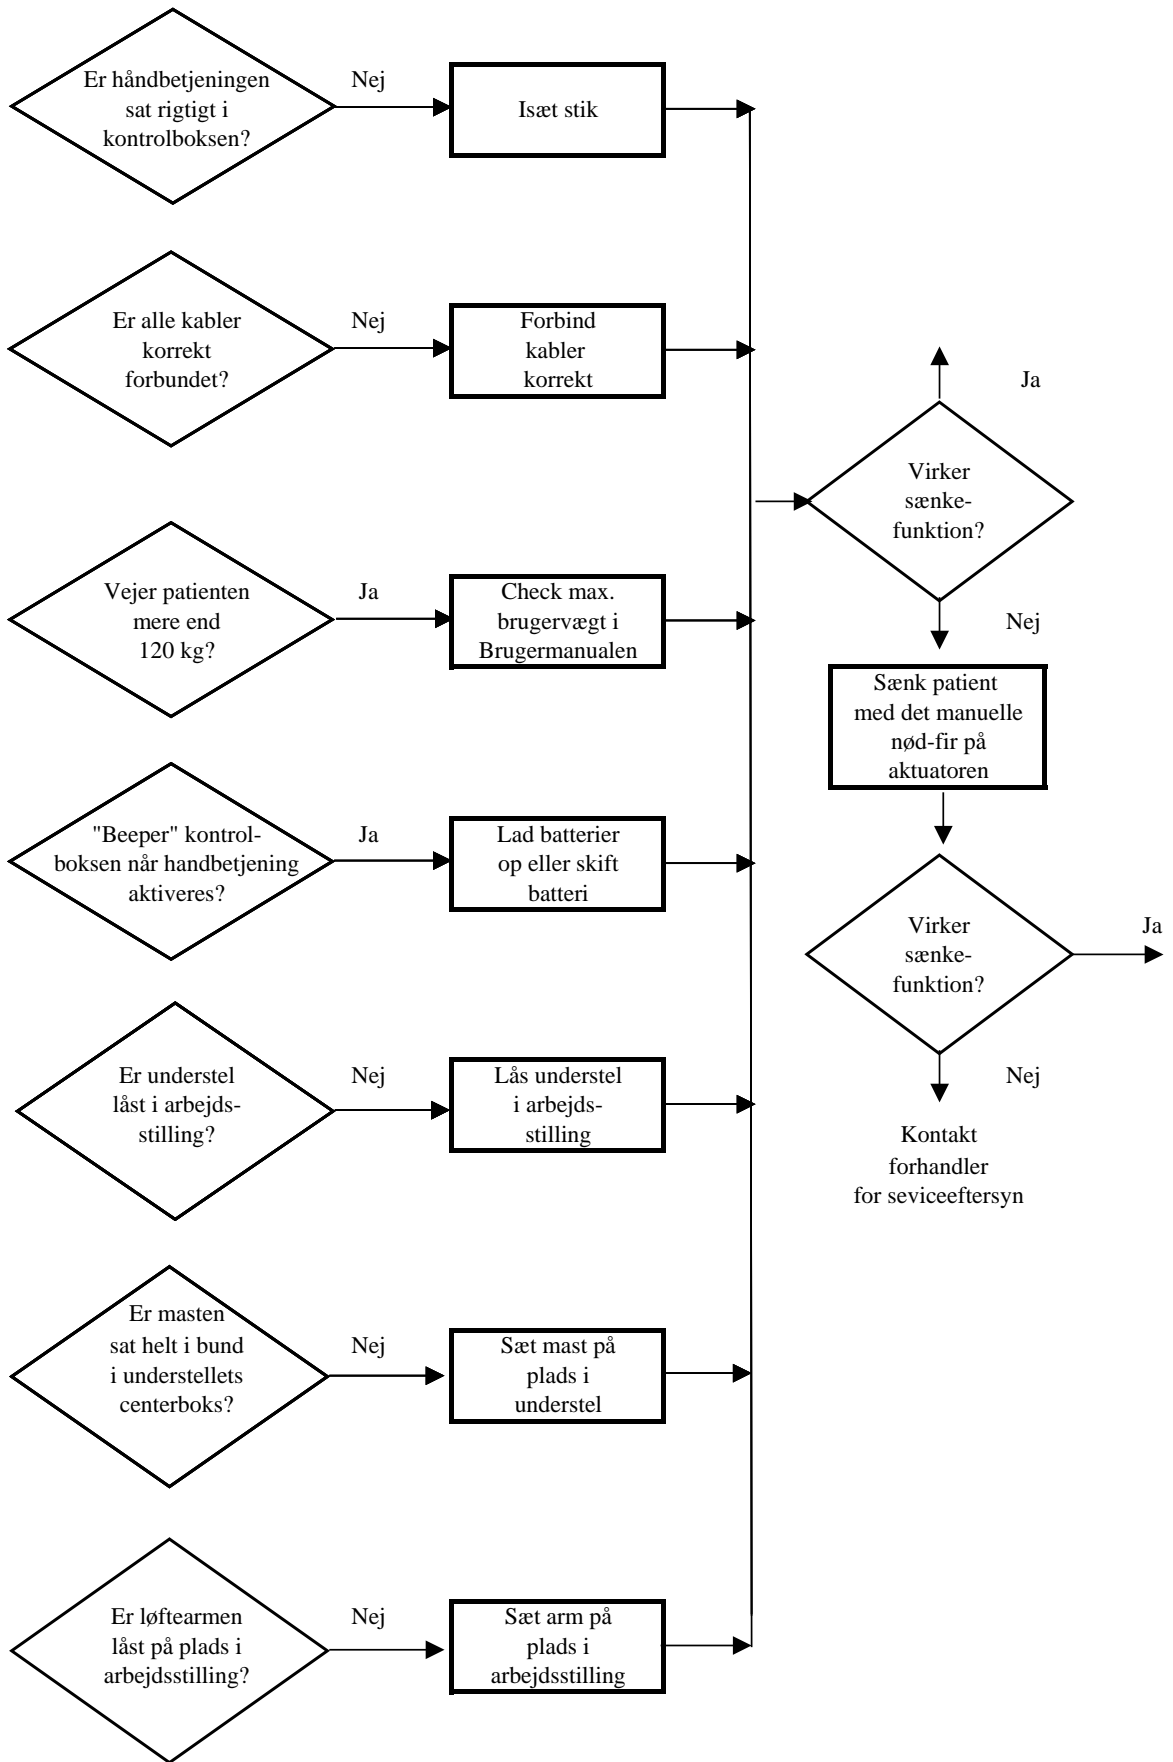 Er håndbetjeningen
sat rigtigt i
kontrolboksen?
Nej
Isæt stik
Er alle kabler
korrekt
forbundet?
Nej
Forbind
kabler
korrekt
Vejer patienten
mere end
120 kg?
Ja
Check max.
brugervægt i
Brugermanualen
"Beeper" kontrol-
boksen når handbetjening
aktiveres?
Ja
Lad batterier
op eller skift
batteri
Er understel
låst i arbejds-
stilling?
Nej
Lås understel
i arbejds-
stilling
Er masten
sat helt i bund
i understellets
centerboks?
Nej
Sæt mast på
plads i
understel
Er løftearmen
låst på plads i
arbejdsstilling?
Nej
Sæt arm på
plads i
arbejdsstilling
Ja
Virker
sænke-
funktion?
Nej
Sænk patient
med det manuelle
nød-fir på
aktuatoren
Virker
sænke-
funktion?
Ja
Nej
Kontakt
forhandler
for seviceeftersyn